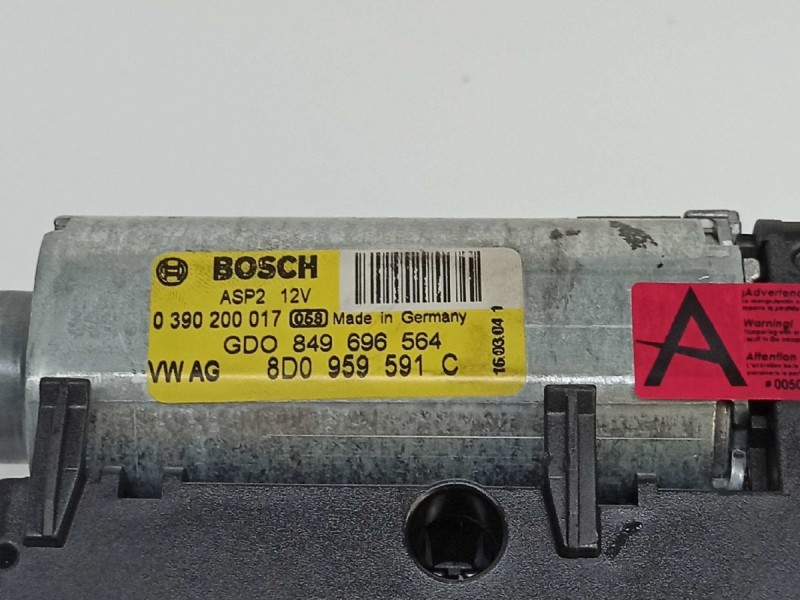 BOSCH
ASP2 12V
0 390 200 017 058 Made in Germany
GDO 849 696 564
VW AG 8D0 959 591 C
16.03.04 1
A
¡Advertenc
Warning!
Attention